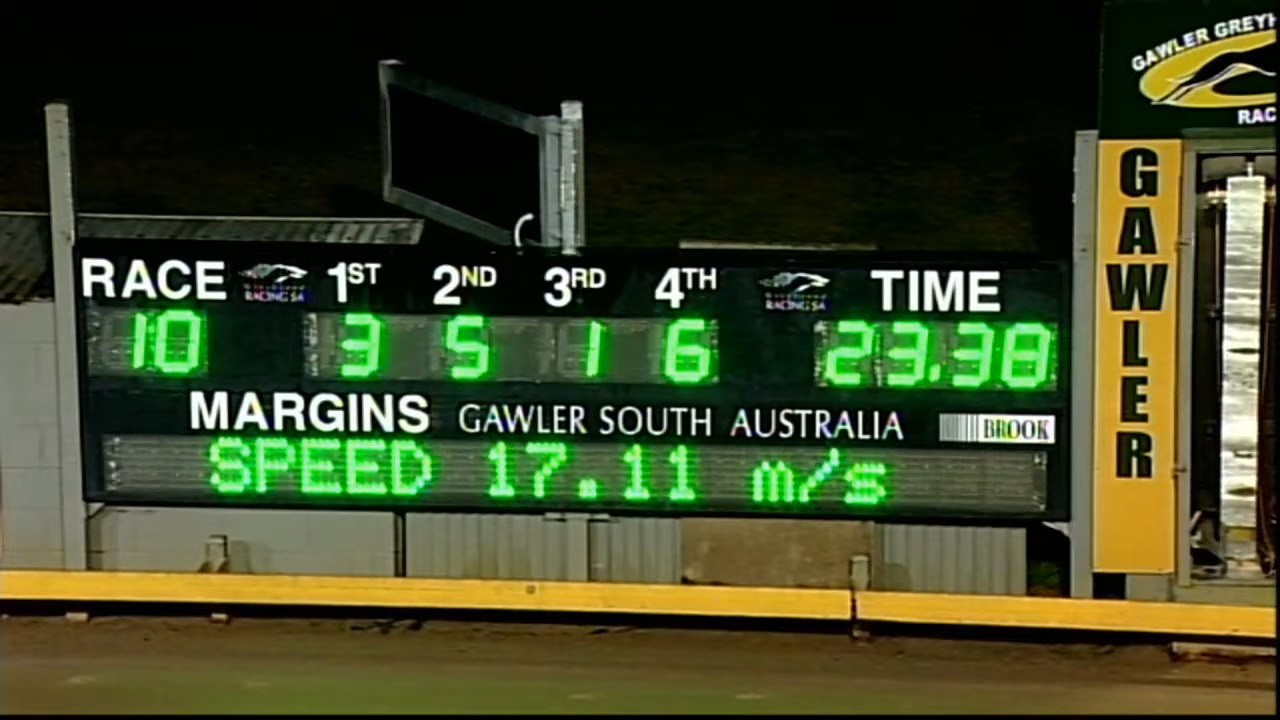 GAWLER GREYH
RAC
GAWLER
RACE 1ST 2ND 3RD 4TH TIME
RACING SA
RACING SA
10 3 5 1 6 23.38
MARGINS GAWLER SOUTH AUSTRALIA BROOK
SPEED 17.11 m/s